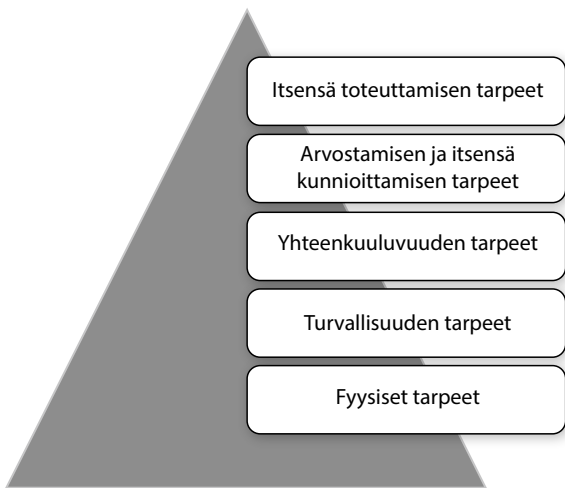 Itsensä toteuttamisen tarpeet
Arvostamisen ja itsensä
kunnioittamisen tarpeet
Yhteenkuuluvuuden tarpeet
Turvallisuuden tarpeet
Fyysiset tarpeet